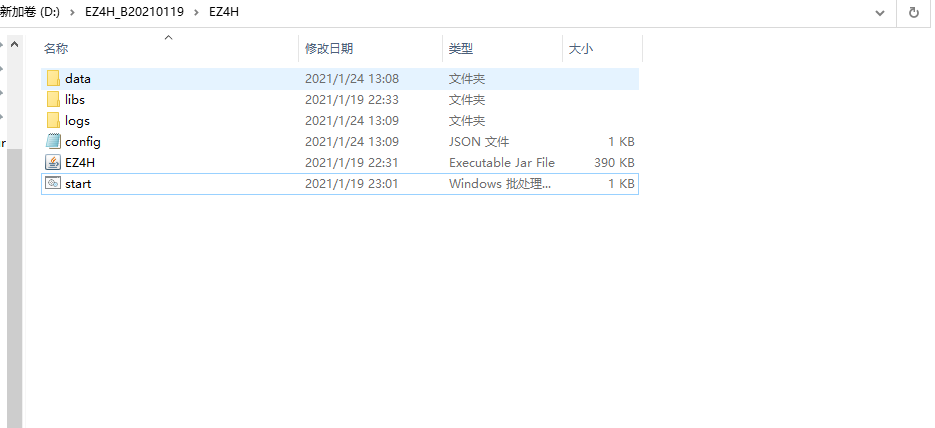 新加卷 (D:) > EZ4H_B20210119 > EZ4H
名称 修改日期 类型 大小
data 2021/1/24 13:08 文件夹
libs 2021/1/19 22:33 文件夹
logs 2021/1/24 13:09 文件夹
config 2021/1/24 13:09 JSON 文件 1 KB
EZ4H 2021/1/19 22:31 Executable Jar File 390 KB
start 2021/1/19 23:01 Windows 批处理... 1 KB